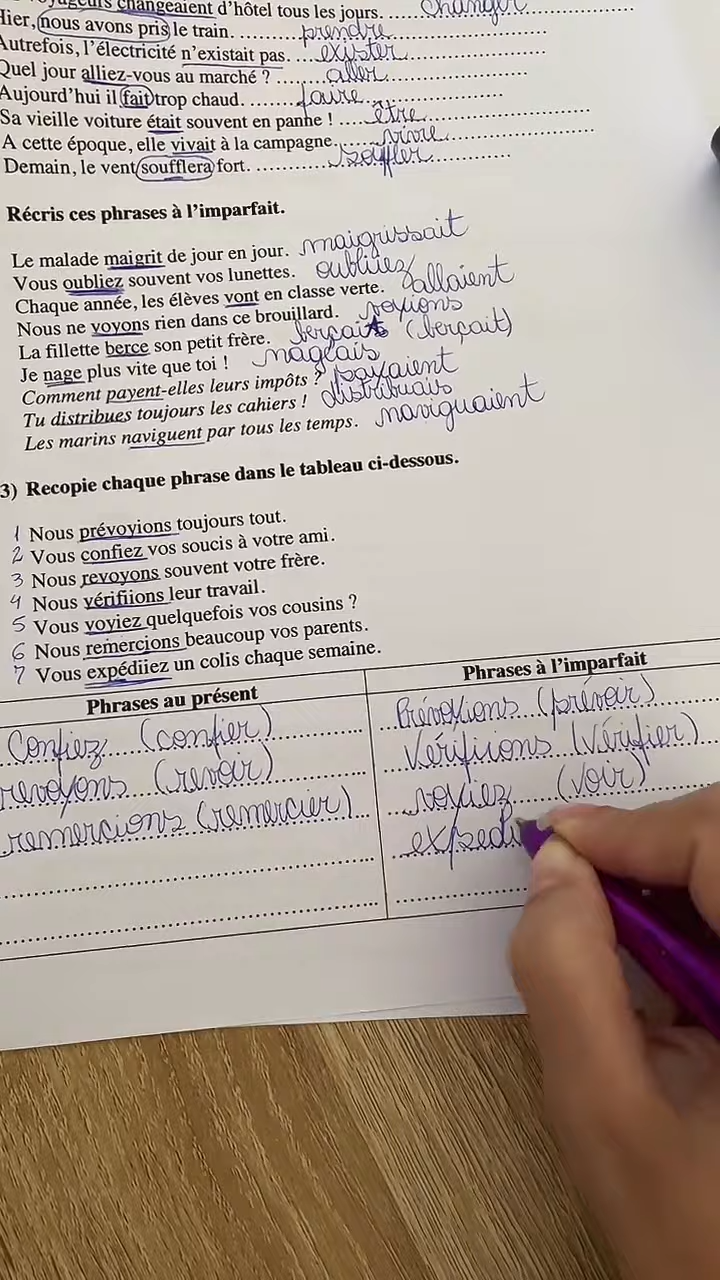 changeaient d'hôtel tous les jours. changer
Hier, nous avons pris le train. prendre
Autrefois, l'électricité n'existait pas. exister
Quel jour alliez-vous au marché ? aller
Aujourd'hui il fait trop chaud. faire
Sa vieille voiture était souvent en panne ! être
A cette époque, elle vivait à la campagne. vivre
Demain, le vent soufflera fort. souffler
Récris ces phrases à l'imparfait.
Le malade maigrit de jour en jour. maigrissait
Vous oubliez souvent vos lunettes. oubliiez
Chaque année, les élèves vont en classe verte. allaient
Nous ne voyons rien dans ce brouillard. voyions
La fillette berce son petit frère. berçait (berçait)
Je nage plus vite que toi ! nageais
Comment payent-elles leurs impôts ? payaient
Tu distribues toujours les cahiers ! distribuais
Les marins naviguent par tous les temps. naviguaient
3) Recopie chaque phrase dans le tableau ci-dessous.
1 Nous prévoyions toujours tout.
2 Vous confiez vos soucis à votre ami.
3 Nous revoyons souvent votre frère.
4 Nous vérifiions leur travail.
5 Vous voyiez quelquefois vos cousins ?
6 Nous remercions beaucoup vos parents.
7 Vous expédiiez un colis chaque semaine.
Phrases au présent
Confiez (confier)
revoyons (revoir)
remercions (remercier)
Phrases à l'imparfait
Prévoyions (prévoir)
Vérifiions (Vérifier)
voyiez (voir)
expedi